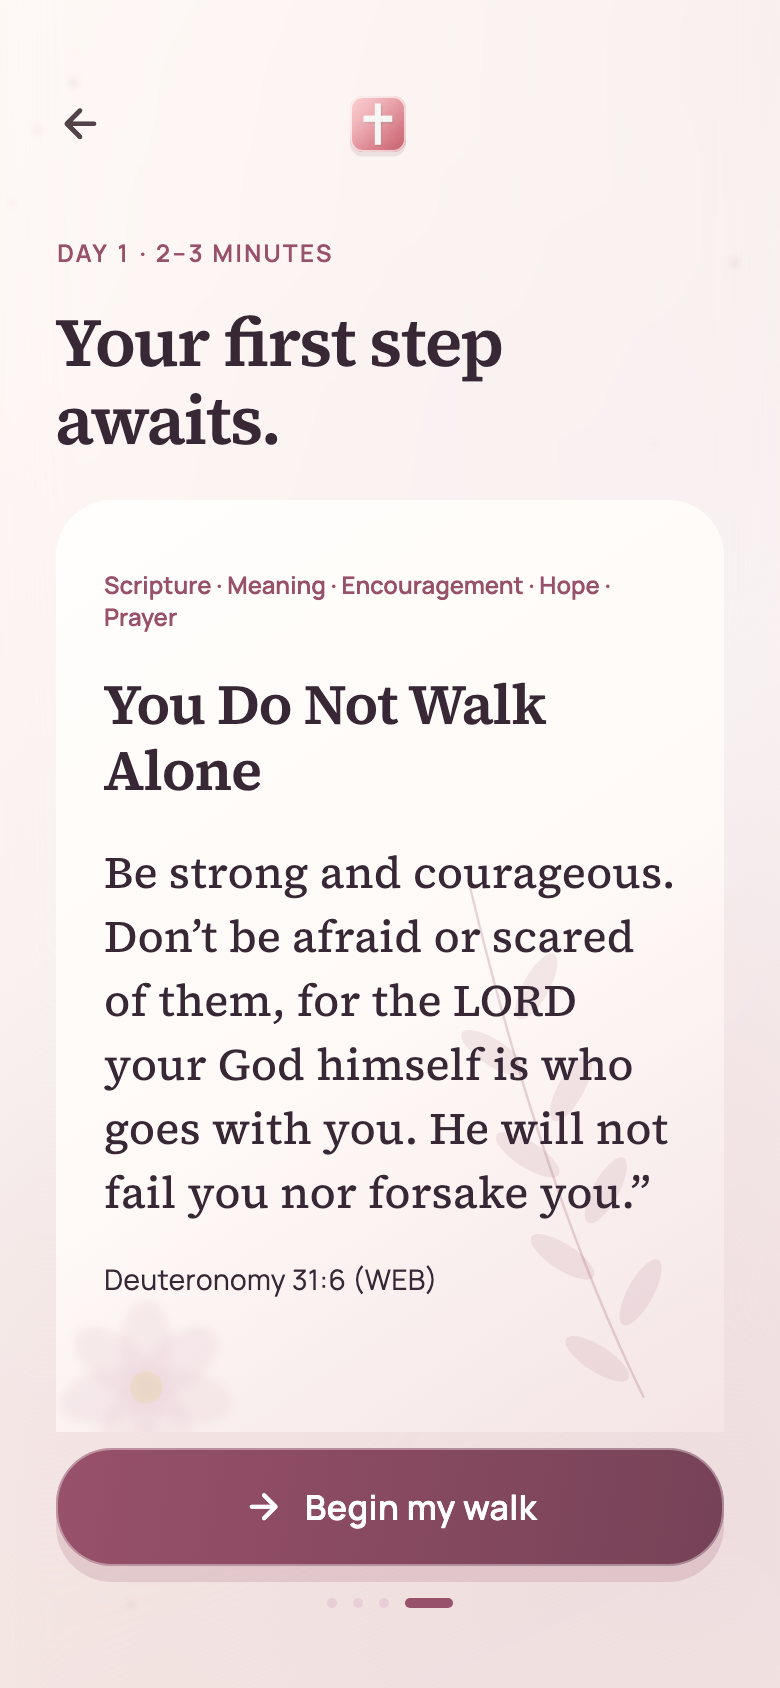 DAY 1 · 2–3 MINUTES
Your first step
awaits.
Scripture · Meaning · Encouragement · Hope ·
Prayer
You Do Not Walk
Alone
Be strong and courageous.
Don’t be afraid or scared
of them, for the LORD
your God himself is who
goes with you. He will not
fail you nor forsake you.”
Deuteronomy 31:6 (WEB)
Begin my walk